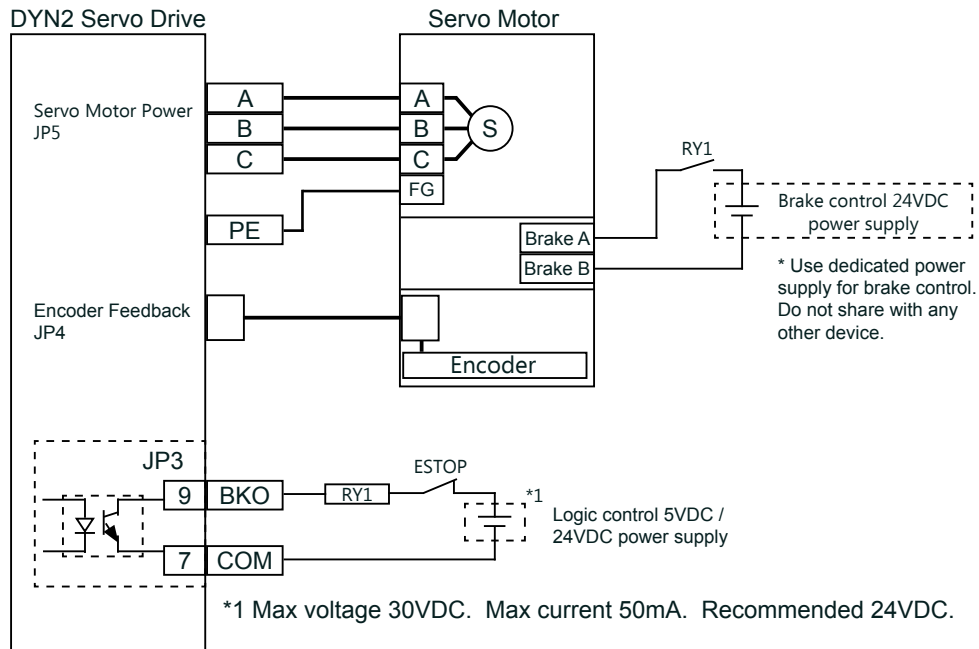 DYN2 Servo Drive
Servo Motor
Servo Motor Power
JP5
A
B
C
A
B
C
S
FG
PE
RY1
Brake control 24VDC
power supply
Brake A
Brake B
* Use dedicated power
supply for brake control.
Do not share with any
other device.
Encoder Feedback
JP4
Encoder
JP3
9
BKO
RY1
ESTOP
*1
Logic control 5VDC /
24VDC power supply
7
COM
*1 Max voltage 30VDC. Max current 50mA. Recommended 24VDC.